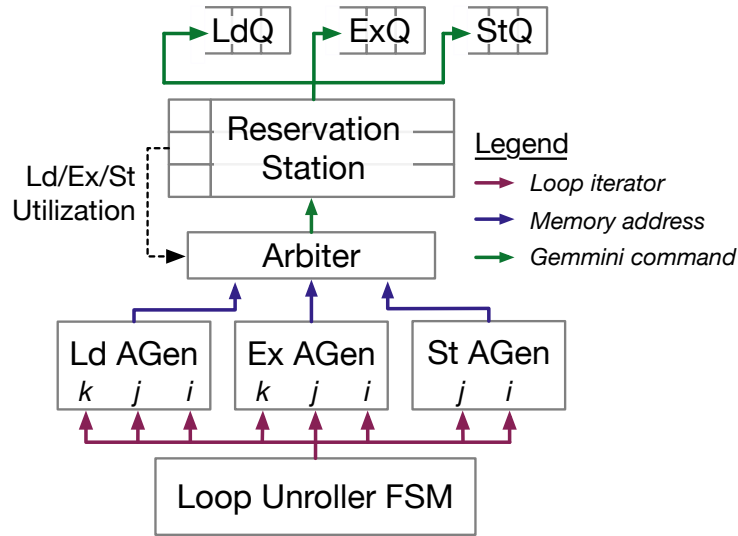 LdQ ExQ StQ
Reservation
Station
Ld/Ex/St
Utilization
Legend
Loop iterator
Memory address
Gemmini command
Arbiter
Ld AGen Ex AGen St AGen
k j i k j i j i
Loop Unroller FSM